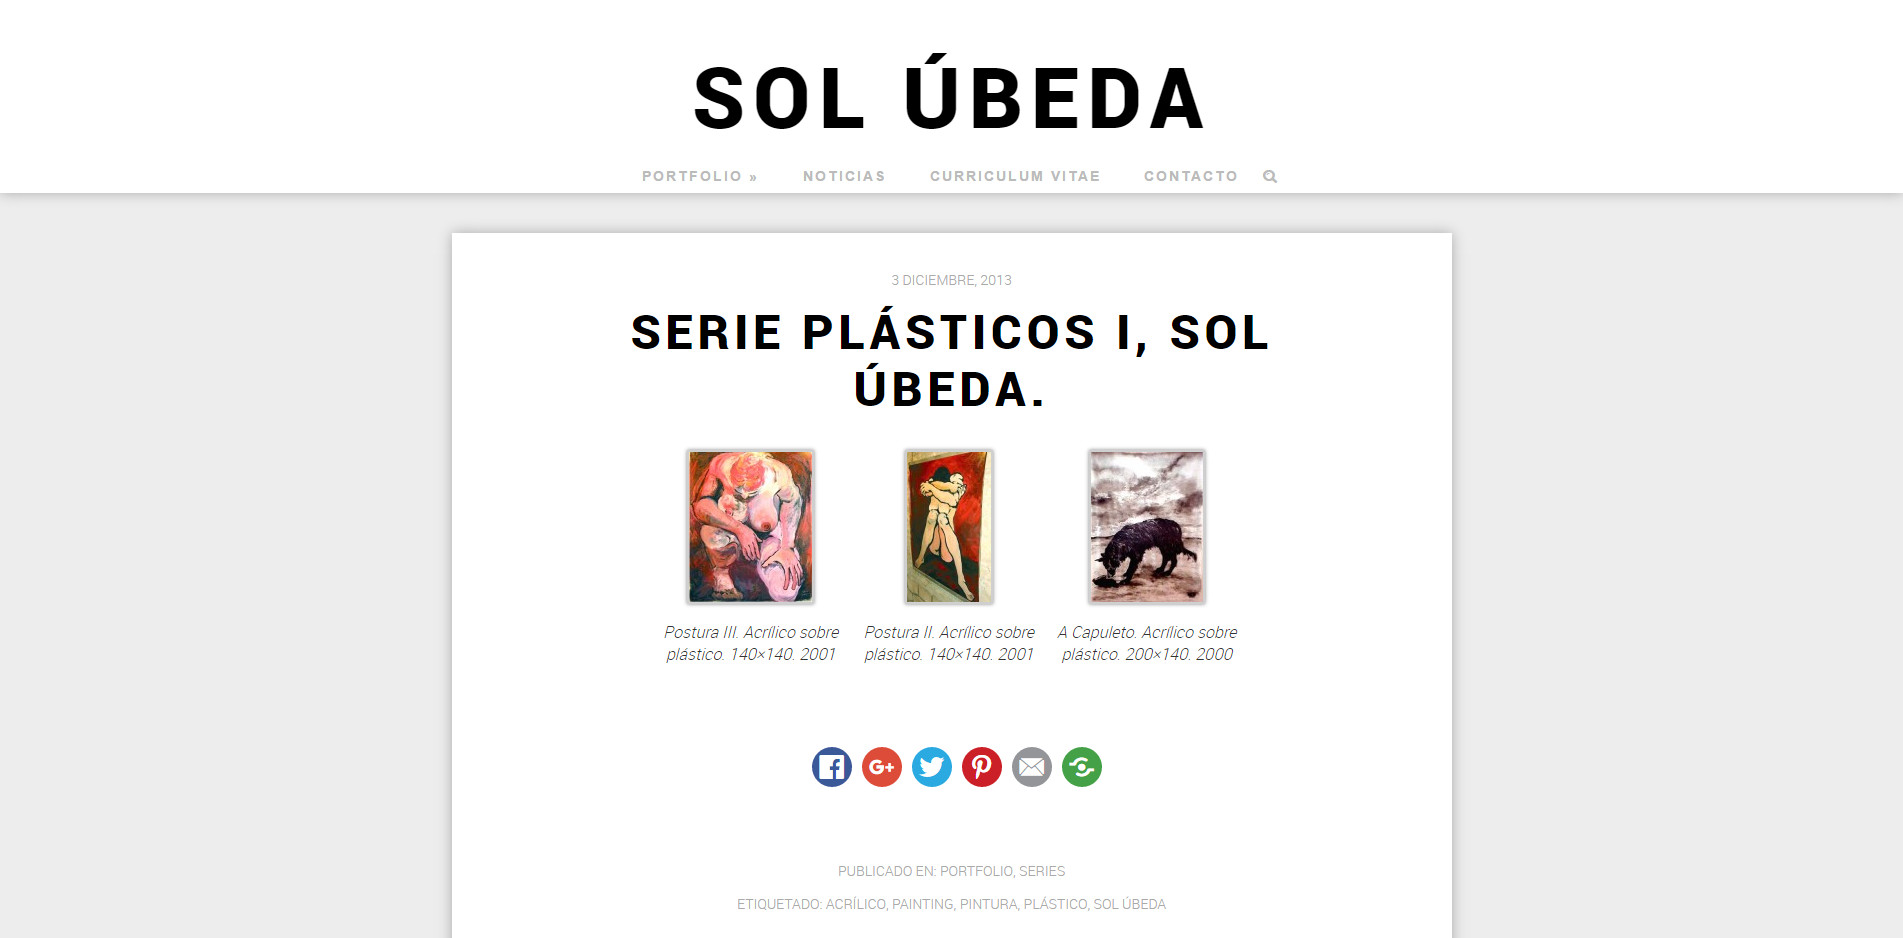 SOL ÚBEDA
PORTFOLIO » NOTICIAS CURRICULUM VITAE CONTACTO
3 DICIEMBRE, 2013
SERIE PLÁSTICOS I, SOL
ÚBEDA.
Postura III. Acrílico sobre
plástico. 140×140. 2001
Postura II. Acrílico sobre
plástico. 140×140. 2001
A Capuleto. Acrílico sobre
plástico. 200×140. 2000
PUBLICADO EN: PORTFOLIO, SERIES
ETIQUETADO: ACRÍLICO, PAINTING, PINTURA, PLÁSTICO, SOL ÚBEDA